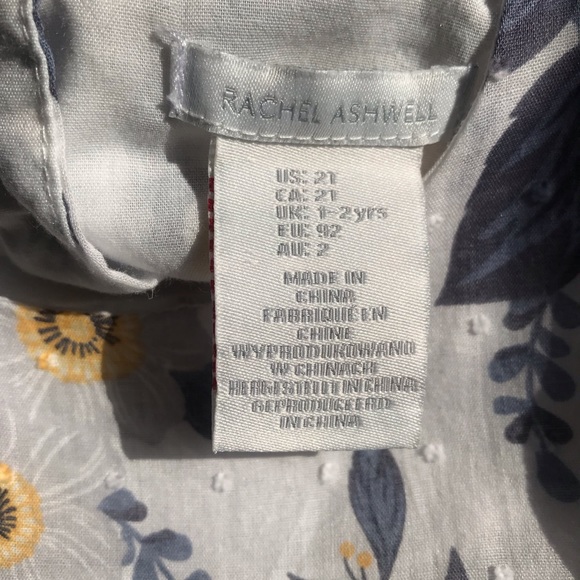 RACHEL ASHWELL
US: 2T
CA: 2T
UK: 1-2yrs
EU: 92
AU: 2
MADE IN
CHINA
FABRIQUE EN
CHINE
WYPRODUKOWANO
W CHINACH
HERGESTELLT IN CHINA
GEPRODUCEERD
IN CHINA